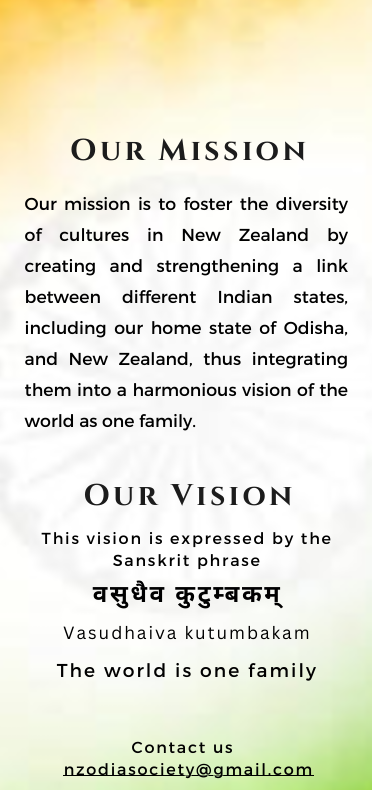 Our Mission
Our mission is to foster the diversity
of cultures in New Zealand by
creating and strengthening a link
between different Indian states,
including our home state of Odisha,
and New Zealand, thus integrating
them into a harmonious vision of the
world as one family.
Our Vision
This vision is expressed by the
Sanskrit phrase
वसुधैव कुटुम्बकम्
Vasudhaiva kutumbakam
The world is one family
Contact us
nzodiasociety@gmail.com